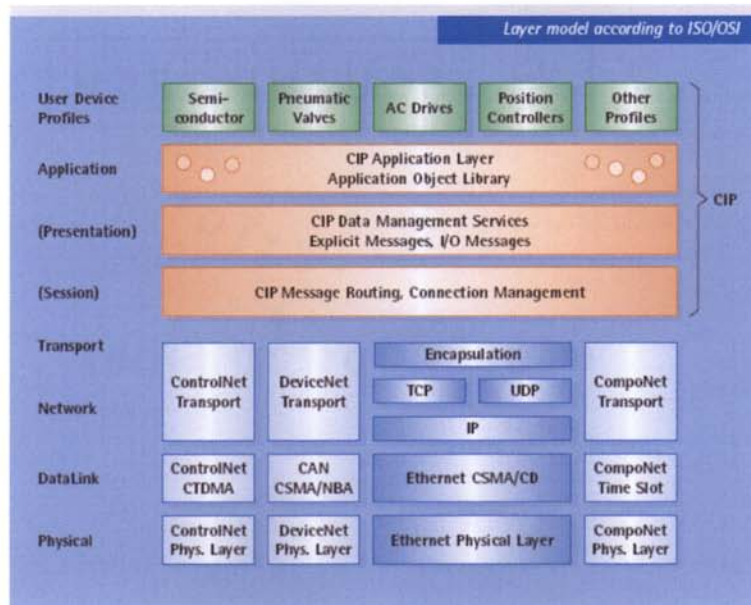 Layer model according to ISO/OSI
User Device
Profiles
Semi-
conductor
Pneumatic
Valves
AC Drives
Position
Controllers
Other
Profiles
Application
CIP Application Layer
Application Object Library
CIP
(Presentation)
CIP Data Management Services
Explicit Messages, I/O Messages
(Session)
CIP Message Routing, Connection Management
Transport
Network
ControlNet
Transport
DeviceNet
Transport
Encapsulation
TCP
UDP
IP
CompoNet
Transport
DataLink
ControlNet
CTDMA
CAN
CSMA/NBA
Ethernet CSMA/CD
CompoNet
Time Slot
Physical
ControlNet
Phys. Layer
DeviceNet
Phys. Layer
Ethernet Physical Layer
CompoNet
Phys. Layer